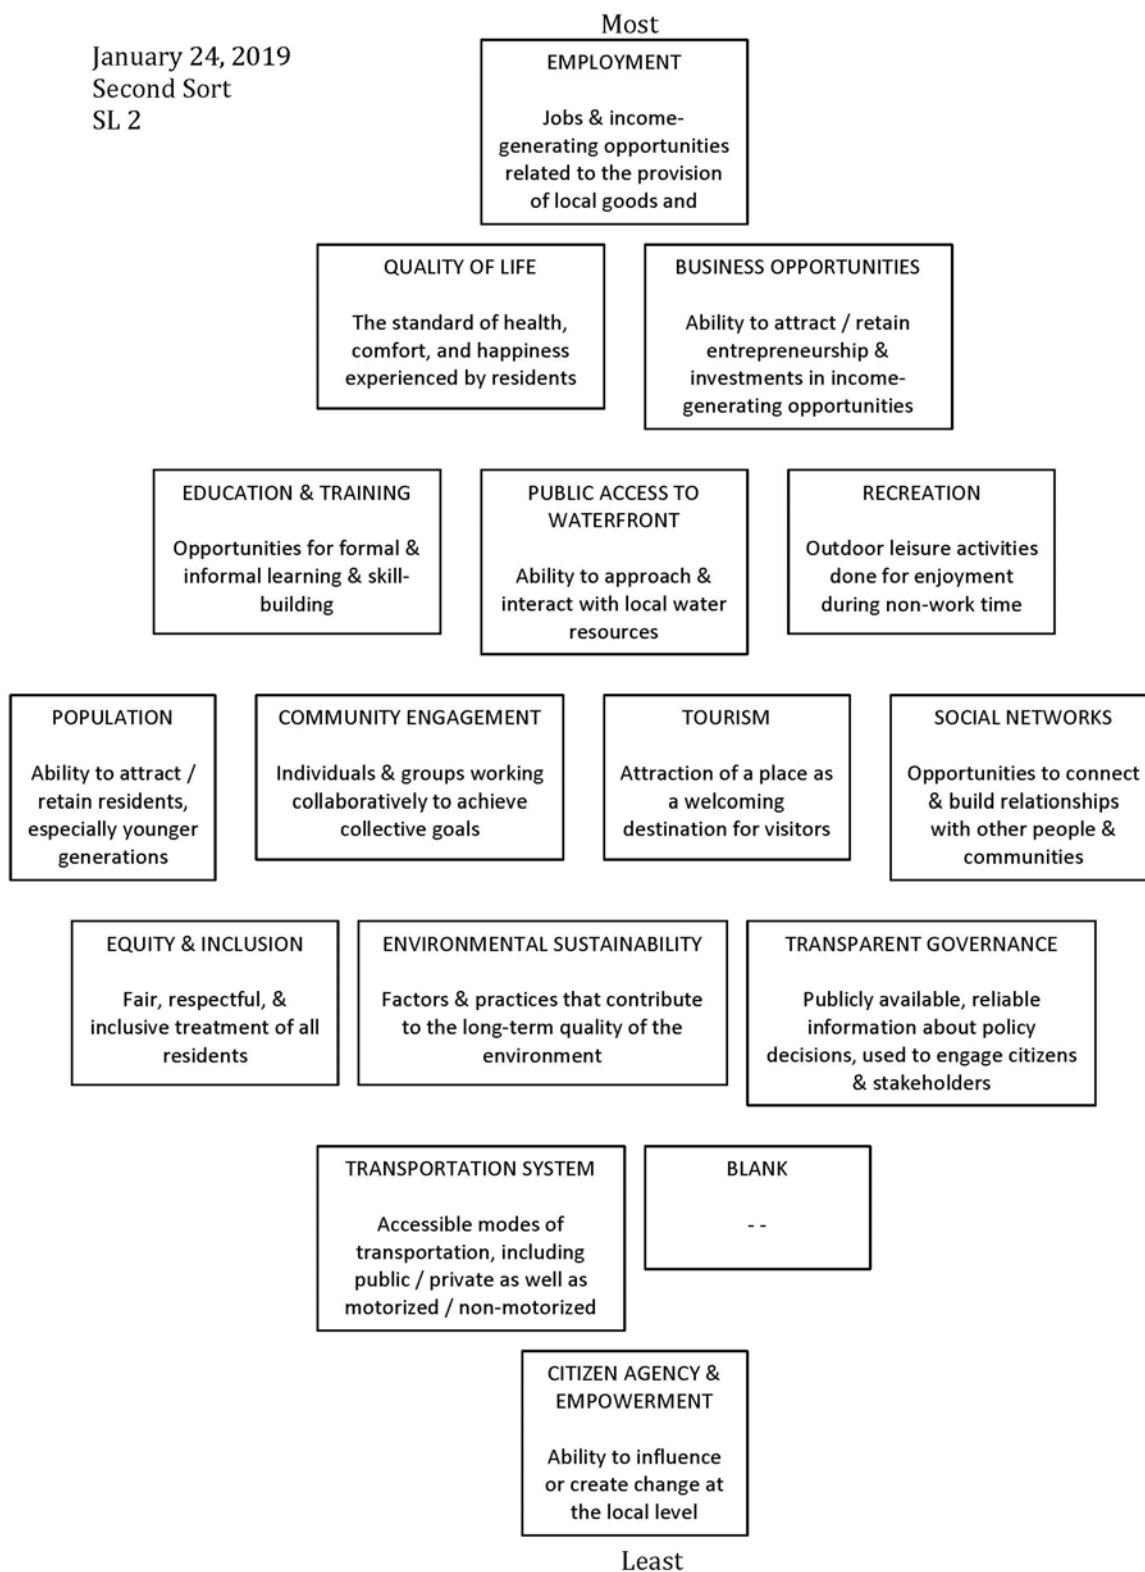 Most
January 24, 2019
Second Sort
SL 2
EMPLOYMENT
Jobs & income-
generating opportunities
related to the provision
of local goods and
QUALITY OF LIFE
The standard of health,
comfort, and happiness
experienced by residents
BUSINESS OPPORTUNITIES
Ability to attract / retain
entrepreneurship &
investments in income-
generating opportunities
EDUCATION & TRAINING
Opportunities for formal &
informal learning & skill-
building
PUBLIC ACCESS TO
WATERFRONT
Ability to approach &
interact with local water
resources
RECREATION
Outdoor leisure activities
done for enjoyment
during non-work time
POPULATION
Ability to attract /
retain residents,
especially younger
generations
COMMUNITY ENGAGEMENT
Individuals & groups working
collaboratively to achieve
collective goals
TOURISM
Attraction of a place as
a welcoming
destination for visitors
SOCIAL NETWORKS
Opportunities to connect
& build relationships
with other people &
communities
EQUITY & INCLUSION
Fair, respectful, &
inclusive treatment of all
residents
ENVIRONMENTAL SUSTAINABILITY
Factors & practices that contribute
to the long-term quality of the
environment
TRANSPARENT GOVERNANCE
Publicly available, reliable
information about policy
decisions, used to engage citizens
& stakeholders
TRANSPORTATION SYSTEM
Accessible modes of
transportation, including
public / private as well as
motorized / non-motorized
BLANK
- -
CITIZEN AGENCY &
EMPOWERMENT
Ability to influence
or create change at
the local level
Least